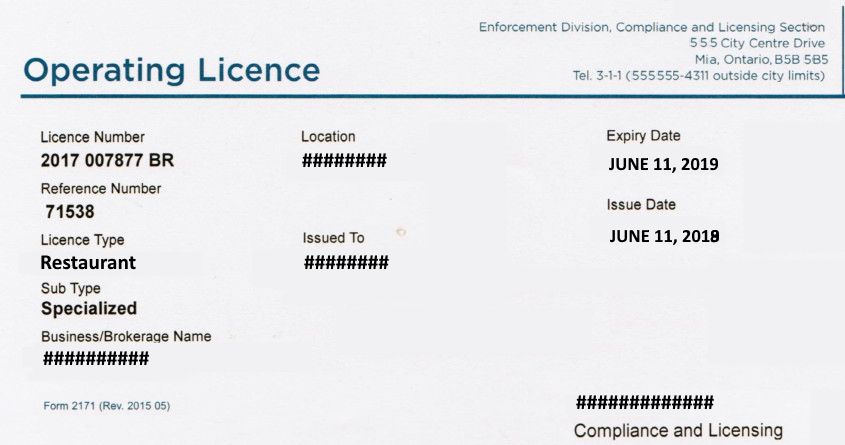 Enforcement Division, Compliance and Licensing Section
555 City Centre Drive
Mia, Ontario, B5B 5B5
Tel. 3-1-1 (555555-4311 outside city limits)
Operating Licence
Licence Number
2017 007877 BR
Location
########
Expiry Date
JUNE 11, 2019
Reference Number
71538
Issue Date
JUNE 11, 2018
Licence Type
Restaurant
Issued To
########
Sub Type
Specialized
Business/Brokerage Name
##########
Form 2171 (Rev. 2015 05)
#############
Compliance and Licensing